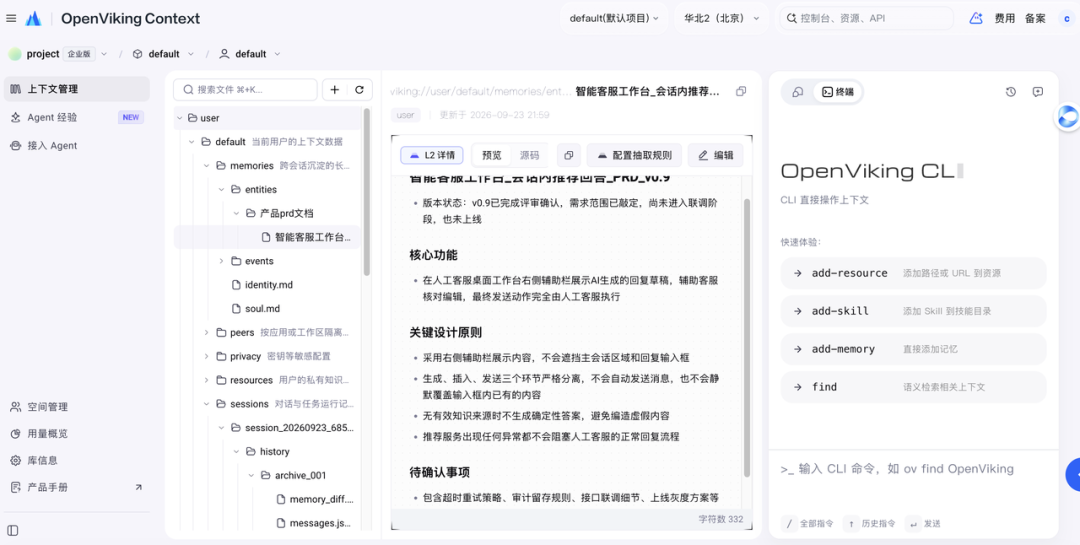 OpenViking Context
default(默认项目)
华北2（北京）
控制台、资源、API
费用 备案
c
project 企业版 / default / default
上下文管理
Agent 经验 NEW
接入 Agent
空间管理
用量概览
库信息
产品手册
搜索文件 ⌘+K...
user
default 当前用户的上下文数据
memories 跨会话沉淀的长...
entities
产品prd文档
智能客服工作台...
events
identity.md
soul.md
peers 按应用或工作区隔离...
privacy 密钥等敏感配置
resources 用户的私有知识...
sessions 对话与任务运行记...
session_20260923_685...
history
archive_001
memory_diff....
messages.js...
viking://user/default/memories/ent... 智能客服工作台_会话内推荐...
user 更新于 2026-09-23 21:59
L2 详情 预览 源码 配置抽取规则 编辑
智能客服工作台_会话内推荐回答_PRD_v0.9
• 版本状态：v0.9已完成评审确认，需求范围已敲定，尚未进入联调阶
段，也未上线
核心功能
• 在人工客服桌面工作台右侧辅助栏展示AI生成的回复草稿，辅助客服
核对编辑，最终发送动作完全由人工客服执行
关键设计原则
• 采用右侧辅助栏展示内容，不会遮挡主会话区域和回复输入框
• 生成、插入、发送三个环节严格分离，不会自动发送消息，也不会静
默覆盖输入框内已有的内容
• 无有效知识来源时不生成确定性答案，避免编造虚假内容
• 推荐服务出现任何异常都不会阻塞人工客服的正常回复流程
待确认事项
• 包含超时重试策略、审计留存规则、接口联调细节、上线灰度方案等
字符数 332
终端
OpenViking CL
CLI 直接操作上下文
快速体验：
→ add-resource 添加路径或 URL 到资源
→ add-skill 添加 Skill 到技能目录
→ add-memory 直接添加记忆
→ find 语义检索相关上下文
>_ 输入 CLI 命令，如 ov find OpenViking
/ 全部指令 ↑ 历史指令 ↵ 发送